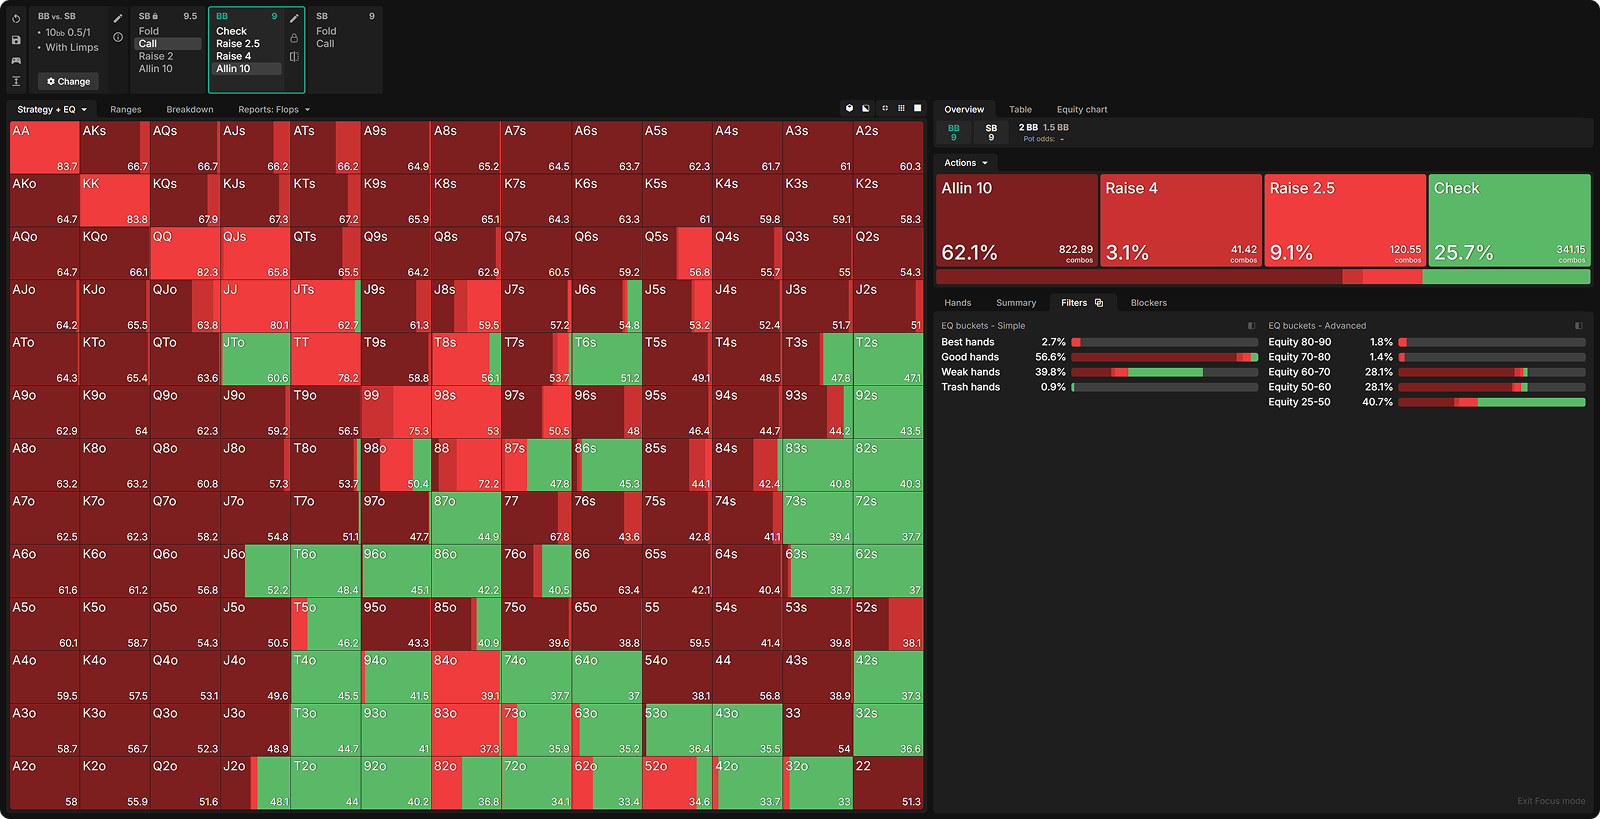 BB vs. SB
10bb 0.5/1
With Limps
Change
SB 9.5
Fold
Call
Raise 2
Allin 10
BB 9
Check
Raise 2.5
Raise 4
Allin 10
SB 9
Fold
Call
Strategy + EQ Ranges Breakdown Reports: Flops
AA AKs AQs AJs ATs A9s A8s A7s A6s A5s A4s A3s A2s
83.7 66.7 66.7 66.2 66.2 64.9 65.2 64.5 63.7 62.3 61.7 61 60.3
AKo KK KQs KJs KTs K9s K8s K7s K6s K5s K4s K3s K2s
64.7 83.8 67.9 67.3 67.2 65.9 65.1 64.3 63.3 61 59.8 59.1 58.3
AQo KQo QQ QJs QTs Q9s Q8s Q7s Q6s Q5s Q4s Q3s Q2s
64.7 66.1 82.3 65.8 65.5 64.2 62.9 60.5 59.2 56.8 55.7 55 54.3
AJo KJo QJo JJ JTs J9s J8s J7s J6s J5s J4s J3s J2s
64.2 65.5 63.8 80.1 62.7 61.3 59.5 57.2 54.8 53.2 52.4 51.7 51
ATo KTo QTo JTo TT T9s T8s T7s T6s T5s T4s T3s T2s
64.3 65.4 63.6 60.6 78.2 58.8 56.1 53.7 51.2 49.1 48.5 47.8 47.1
A9o K9o Q9o J9o T9o 99 98s 97s 96s 95s 94s 93s 92s
62.9 64 62.3 59.2 56.5 75.3 53 50.5 48 46.4 44.7 44.2 43.5
A8o K8o Q8o J8o T8o 98o 88 87s 86s 85s 84s 83s 82s
63.2 63.2 60.8 57.3 53.7 50.4 72.2 47.8 45.3 44.1 42.4 40.8 40.3
A7o K7o Q7o J7o T7o 97o 87o 77 76s 75s 74s 73s 72s
62.5 62.3 58.2 54.8 51.1 47.7 44.9 67.8 43.6 42.8 41.1 39.4 37.7
A6o K6o Q6o J6o T6o 96o 86o 76o 66 65s 64s 63s 62s
61.6 61.2 56.8 52.2 48.4 45.1 42.2 40.5 63.4 42.1 40.4 38.7 37
A5o K5o Q5o J5o T5o 95o 85o 75o 65o 55 54s 53s 52s
60.1 58.7 54.3 50.5 46.2 43.3 40.9 39.6 38.8 59.5 41.4 39.8 38.1
A4o K4o Q4o J4o T4o 94o 84o 74o 64o 54o 44 43s 42s
59.5 57.5 53.1 49.6 45.5 41.5 39.1 37.7 37 38.1 56.8 38.9 37.3
A3o K3o Q3o J3o T3o 93o 83o 73o 63o 53o 43o 33 32s
58.7 56.7 52.3 48.9 44.7 41 37.3 35.9 35.2 36.4 35.5 54 36.6
A2o K2o Q2o J2o T2o 92o 82o 72o 62o 52o 42o 32o 22
58 55.9 51.6 48.1 44 40.2 36.8 34.1 33.4 34.6 33.7 33 51.3
Overview Table Equity chart
BB SB 2 BB 1.5 BB
9 9 Pot odds: -
Actions
Allin 10 Raise 4 Raise 2.5 Check
62.1% 822.89 3.1% 41.42 9.1% 120.55 25.7% 341.15
combos combos combos combos
Hands Summary Filters Blockers
EQ buckets - Simple
Best hands 2.7%
Good hands 56.6%
Weak hands 39.8%
Trash hands 0.9%
EQ buckets - Advanced
Equity 80-90 1.8%
Equity 70-80 1.4%
Equity 60-70 28.1%
Equity 50-60 28.1%
Equity 25-50 40.7%
Exit Focus mode